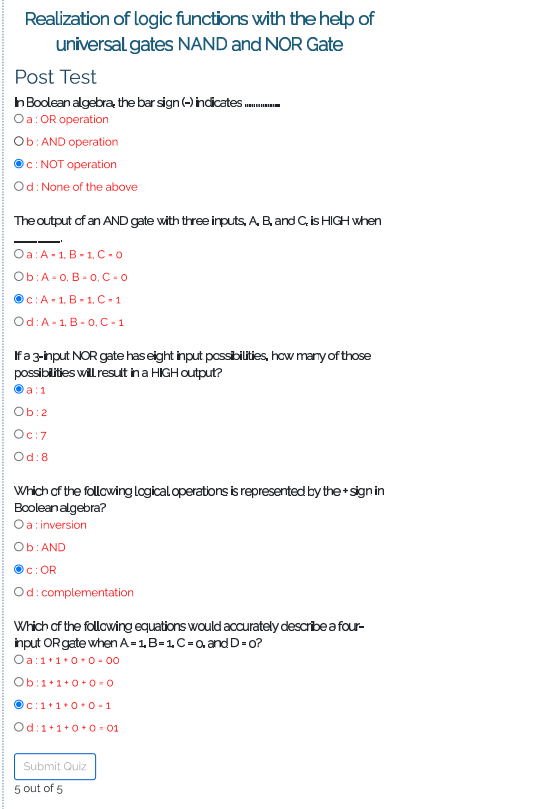 Realization of logic functions with the help of
universal gates NAND and NOR Gate
Post Test
In Boolean algebra, the bar sign (-) indicates ...............
a : OR operation
b : AND operation
c : NOT operation
d : None of the above
The output of an AND gate with three inputs, A, B, and C, is HIGH when
________.
a : A = 1, B = 1, C = 0
b : A = 0, B = 0, C = 0
c : A = 1, B = 1, C = 1
d : A = 1, B = 0, C = 1
If a 3-input NOR gate has eight input possibilities, how many of those
possibilities will result in a HIGH output?
a : 1
b : 2
c : 7
d : 8
Which of the following logical operations is represented by the + sign in
Boolean algebra?
a : inversion
b : AND
c : OR
d : complementation
Which of the following equations would accurately describe a four-
input OR gate when A = 1, B = 1, C = 0, and D = 0?
a : 1 + 1 + 0 + 0 = 00
b : 1 + 1 + 0 + 0 = 0
c : 1 + 1 + 0 + 0 = 1
d : 1 + 1 + 0 + 0 = 01
Submit Quiz
5 out of 5